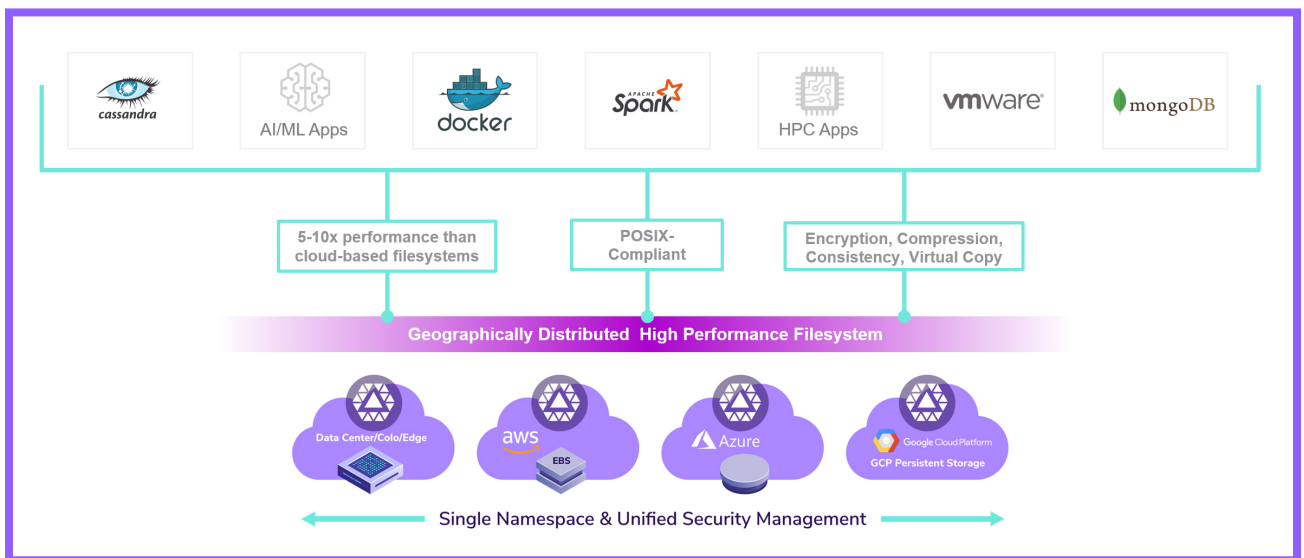 cassandra
AI/ML Apps
docker
APACHE
Spark™
HPC Apps
vmware®
mongoDB
5-10x performance than
cloud-based filesystems
POSIX-
Compliant
Encryption, Compression,
Consistency, Virtual Copy
Geographically Distributed High Performance Filesystem
Data Center/Colo/Edge
aws
EBS
Azure
Google Cloud Platform
GCP Persistent Storage
Single Namespace & Unified Security Management